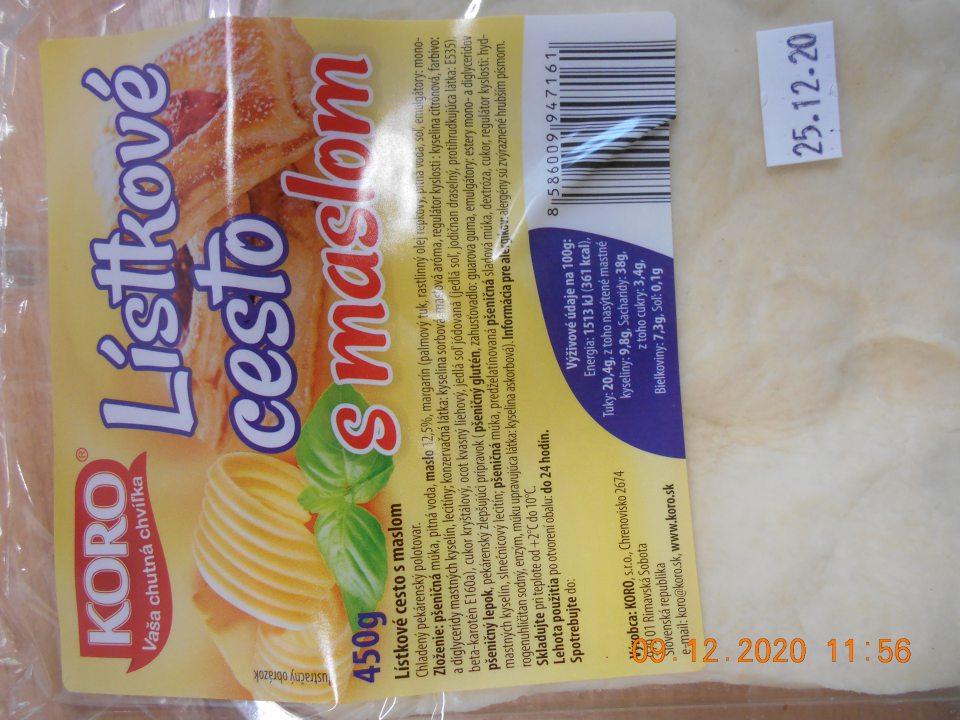 KORO®
Vaša chutná chvíľka
Lístkové
cesto
s maslom
450g
Ilustračný obrázok
Lístkové cesto s maslom
Chladený pekárenský polotovar.
Zloženie: pšeničná múka, pitná voda, maslo 12,5%, margarín (palmový tuk, rastlinný olej repkový, pitná voda, soľ, emulgátory: mono-
a diglyceridy mastných kyselín, lecitíny; konzervačná látka: kyselina sorbová, maslová aróma, regulátor kyslosti : kyselina citrónová, farbivo:
beta-karotén E160a), cukor kryštálový, ocot kvasný liehový, jedlá soľ jódovaná (jedlá soľ, jodičnan draselný, protihrudkujúca látka: E535),
pšeničný lepok, pekárenský zlepšujúci prípravok ( pšeničný glutén, zahusťovadlo: guarová guma, emulgátory: estery mono- a diglyceridov
mastných kyselín, slnečnicový lecitín; pšeničná múka, predželatinovaná pšeničná sladová múka, dextróza, cukor, regulátor kyslosti: hyd-
rogenuhličitan sodný, enzým, múku upravujúca látka: kyselina askorbová). Informácia pre alergikov: alergény sú zvýraznené hrubším písmom.
Skladujte pri teplote od +2°C do 10°C.
Lehota použitia po otvorení obalu: do 24 hodín.
Spotrebujte do:
Výrobca: KORO, s.r.o., Chrenovisko 2674
01 Rimavská Sobota
Slovenská republika
e-mail: koro@koro.sk, www.koro.sk
Výživové údaje na 100g:
Energia: 1513 kJ (361 kcal),
Tuky: 20,4g, z toho nasýtené mastné
kyseliny: 9,8g, Sacharidy: 38g,
z toho cukry: 3,4g,
Bielkoviny: 7,3g, Soľ: 0,1g
8 586009 947161
25.12.20
09.12.2020 11:56